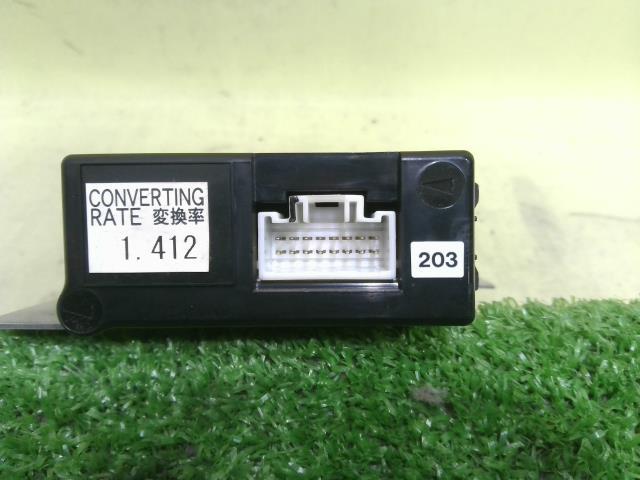 CONVERTING
RATE 変換率
1.412
203